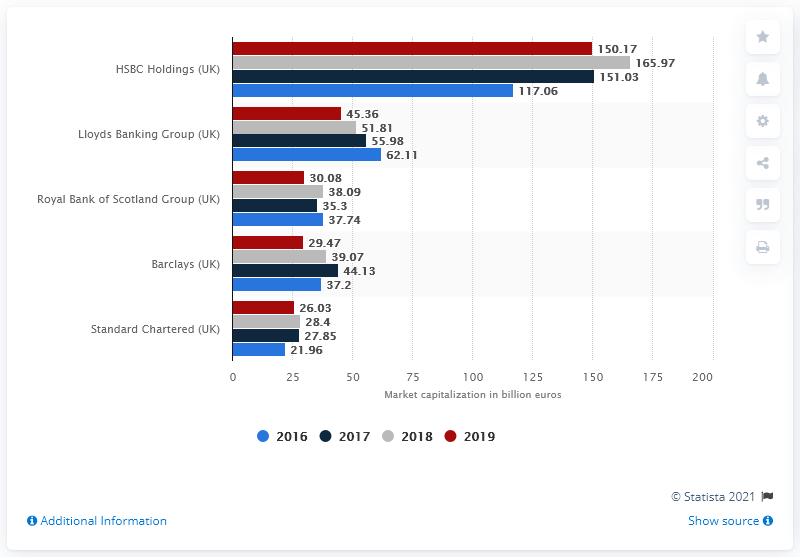 HSBC Holdings (UK)
150.17
165.97
151.03
117.06
Lloyds Banking Group (UK)
45.36
51.81
55.98
62.11
Royal Bank of Scotland Group (UK)
30.08
38.09
35.3
37.74
Barclays (UK)
29.47
39.07
44.13
37.2
Standard Chartered (UK)
26.03
28.4
27.85
21.96
0 25 50 75 100 125 150 175 200
Market capitalization in billion euros
2016 2017 2018 2019
© Statista 2021
Additional Information
Show source